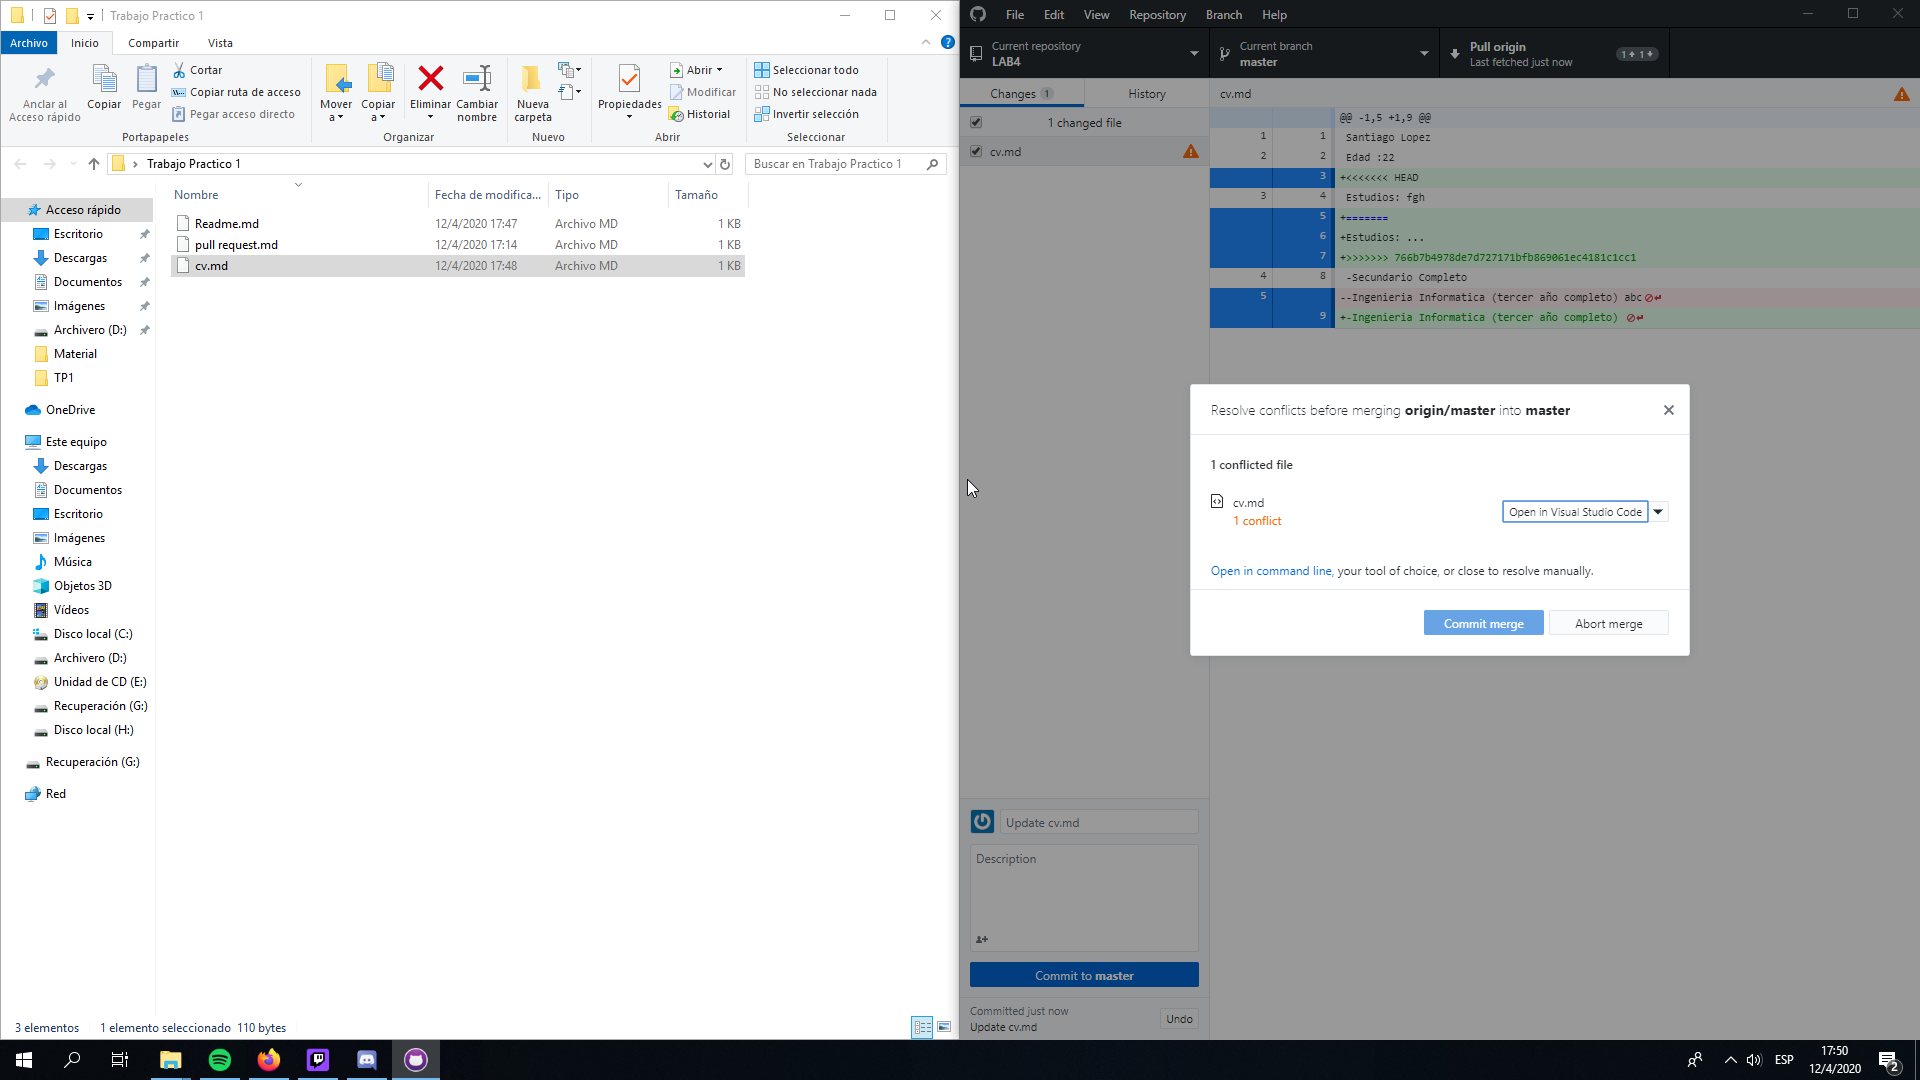 Trabajo Practico 1
Archivo
Inicio
Compartir
Vista
Anclar al
Acceso rápido
Copiar
Pegar
Cortar
Copiar ruta de acceso
Pegar acceso directo
Portapapeles
Mover
a
Copiar
a
Eliminar
Cambiar
nombre
Organizar
Nueva
carpeta
Nuevo
Propiedades
Abrir
Modificar
Historial
Abrir
Seleccionar todo
No seleccionar nada
Invertir selección
Seleccionar
Trabajo Practico 1
Buscar en Trabajo Practico 1
Nombre
Fecha de modifica...
Tipo
Tamaño
Readme.md 12/4/2020 17:47 Archivo MD 1 KB
pull request.md 12/4/2020 17:14 Archivo MD 1 KB
cv.md 12/4/2020 17:48 Archivo MD 1 KB
Acceso rápido
Escritorio
Descargas
Documentos
Imágenes
Archivero (D:)
Material
TP1
OneDrive
Este equipo
Descargas
Documentos
Escritorio
Imágenes
Música
Objetos 3D
Vídeos
Disco local (C:)
Archivero (D:)
Unidad de CD (E:)
Recuperación (G:)
Disco local (H:)
Recuperación (G:)
Red
3 elementos
1 elemento seleccionado 110 bytes
File Edit View Repository Branch Help
Current repository
LAB4
Current branch
master
Pull origin
Last fetched just now
1 1
Changes 1
History
cv.md
1 changed file
cv.md
@@ -1,5 +1,9 @@
1 1 Santiago Lopez
2 2 Edad :22
3 +<<<<<<< HEAD
3 4 Estudios: fgh
5 +=======
6 +Estudios: ...
7 +>>>>>>> 766b7b4978de7d727171bfb869061ec4181c1cc1
4 8 -Secundario Completo
5 --Ingenieria Informatica (tercer año completo) abc
9 +-Ingenieria Informatica (tercer año completo)
Resolve conflicts before merging origin/master into master
1 conflicted file
cv.md
1 conflict
Open in Visual Studio Code
Open in command line, your tool of choice, or close to resolve manually.
Commit merge
Abort merge
Update cv.md
Description
Commit to master
Committed just now
Update cv.md
Undo
ESP
17:50
12/4/2020
2